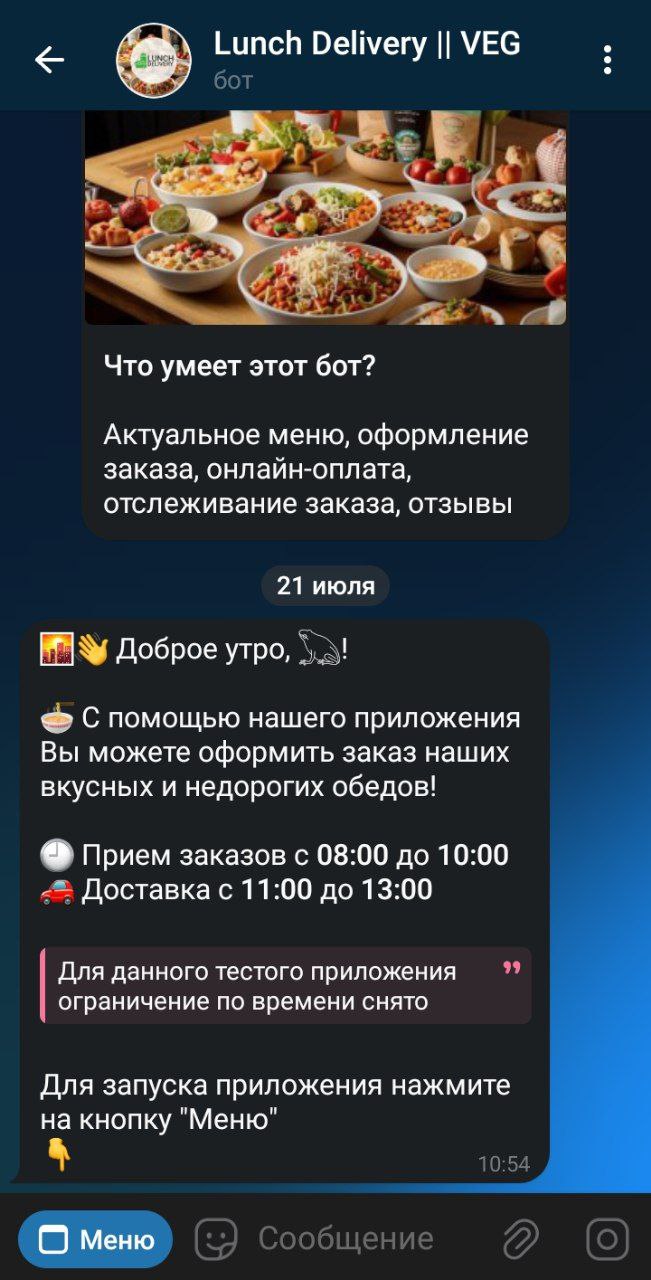 Lunch Delivery || VEG
бот
LUNCH
DELIVERY
Что умеет этот бот?
Актуальное меню, оформление
заказа, онлайн-оплата,
отслеживание заказа, отзывы
21 июля
🌇👋 Доброе утро, 𓆏!
🍜 С помощью нашего приложения
Вы можете оформить заказ наших
вкусных и недорогих обедов!
🕘 Прием заказов с 08:00 до 10:00
🚗 Доставка с 11:00 до 13:00
Для данного тестого приложения
ограничение по времени снято
Для запуска приложения нажмите
на кнопку "Меню"
👇
10:54
Меню
Сообщение